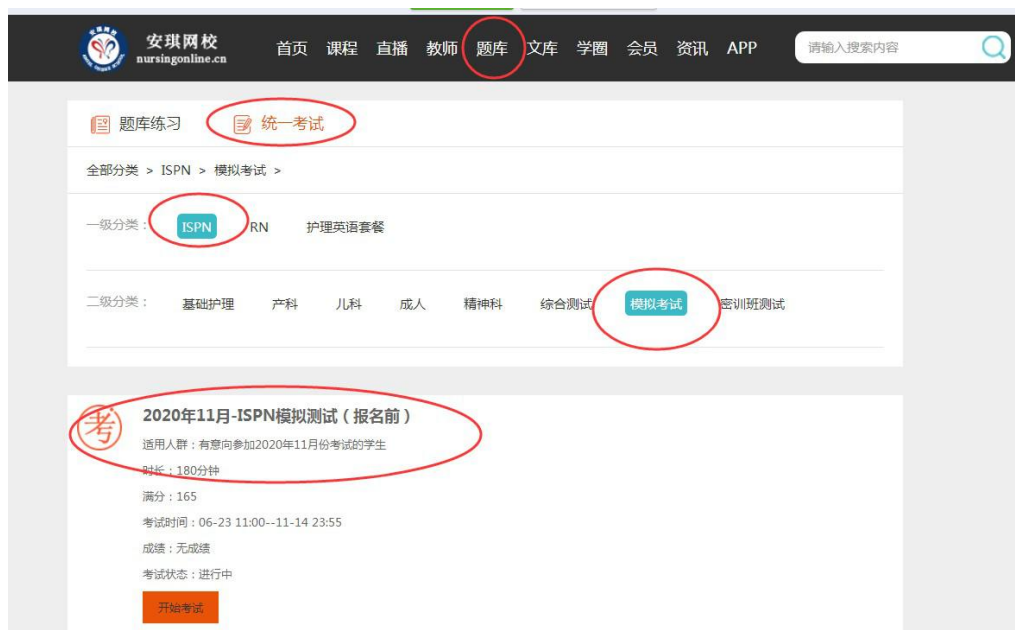 安琪网校
nursingonline.cn
首页 课程 直播 教师 题库 文库 学圈 会员 资讯 APP
请输入搜索内容
题库练习 统一考试
全部分类 > ISPN > 模拟考试 >
一级分类： ISPN RN 护理英语套餐
二级分类： 基础护理 产科 儿科 成人 精神科 综合测试 模拟考试 密训班测试
考
2020年11月-ISPN模拟测试（报名前）
适用人群：有意向参加2020年11月份考试的学生
时长：180分钟
满分：165
考试时间：06-23 11:00--11-14 23:55
成绩：无成绩
考试状态：进行中
开始考试